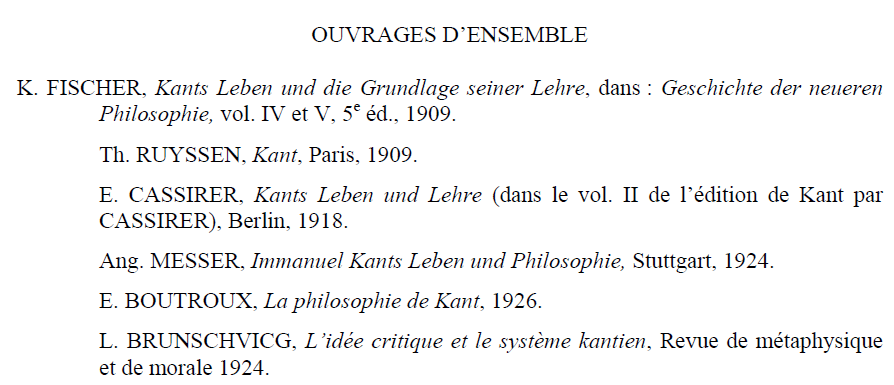 OUVRAGES D’ENSEMBLE
K. FISCHER, Kants Leben und die Grundlage seiner Lehre, dans : Geschichte der neueren
Philosophie, vol. IV et V, 5e éd., 1909.
Th. RUYSSEN, Kant, Paris, 1909.
E. CASSIRER, Kants Leben und Lehre (dans le vol. II de l’édition de Kant par
CASSIRER), Berlin, 1918.
Ang. MESSER, Immanuel Kants Leben und Philosophie, Stuttgart, 1924.
E. BOUTROUX, La philosophie de Kant, 1926.
L. BRUNSCHVICG, L’idée critique et le système kantien, Revue de métaphysique
et de morale 1924.